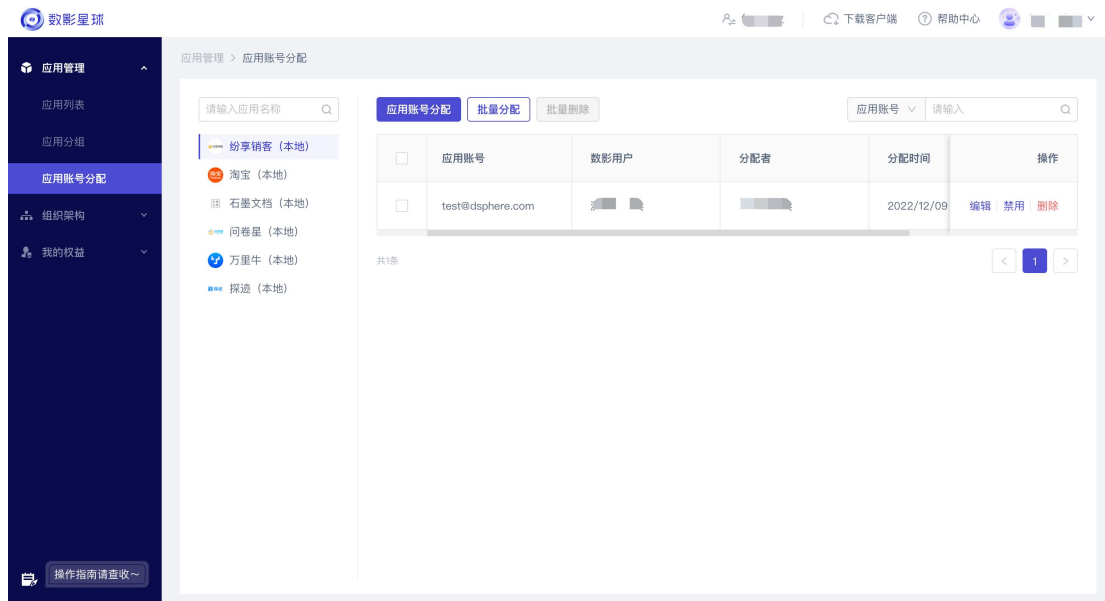 数影星球
下载客户端
帮助中心
应用管理
应用列表
应用分组
应用账号分配
组织架构
我的权益
操作指南请查收～
应用管理 > 应用账号分配
请输入应用名称
纷享销客（本地）
淘宝（本地）
石墨文档（本地）
问卷星（本地）
万里牛（本地）
探迹（本地）
应用账号分配 批量分配 批量删除
应用账号 请输入
应用账号 数影用户 分配者 分配时间 操作
test@dsphere.com 2022/12/09 编辑 禁用 删除
共1条
< 1 >